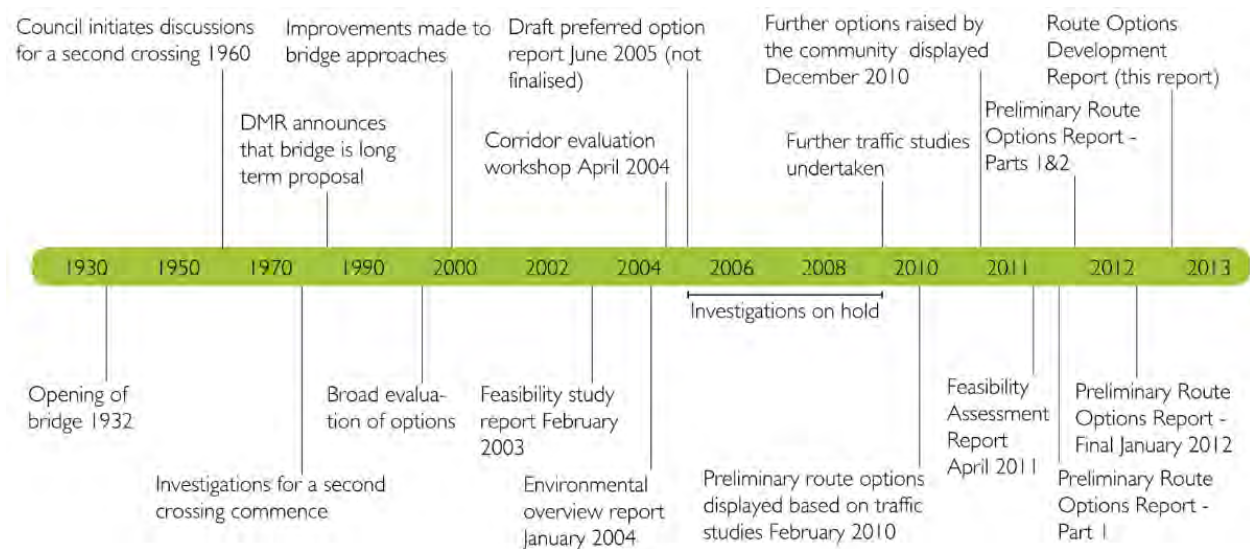 Council initiates discussions
for a second crossing 1960
Improvements made to
bridge approaches
Draft preferred option
report June 2005 (not
finalised)
Further options raised by
the community displayed
December 2010
Route Options
Development
Report (this report)
DMR announces
that bridge is long
term proposal
Corridor evaluation
workshop April 2004
Further traffic studies
undertaken
Preliminary Route
Options Report -
Parts 1&2
1930 1950 1970 1990 2000 2002 2004 2006 2008 2010 2011 2012 2013
Investigations on hold
Opening of
bridge 1932
Broad evalua-
tion of options
Feasibility study
report February
2003
Feasibility
Assessment
Report
April 2011
Preliminary Route
Options Report -
Final January 2012
Investigations for a second
crossing commence
Environmental
overview report
January 2004
Preliminary route options
displayed based on traffic
studies February 2010
Preliminary Route
Options Report -
Part 1